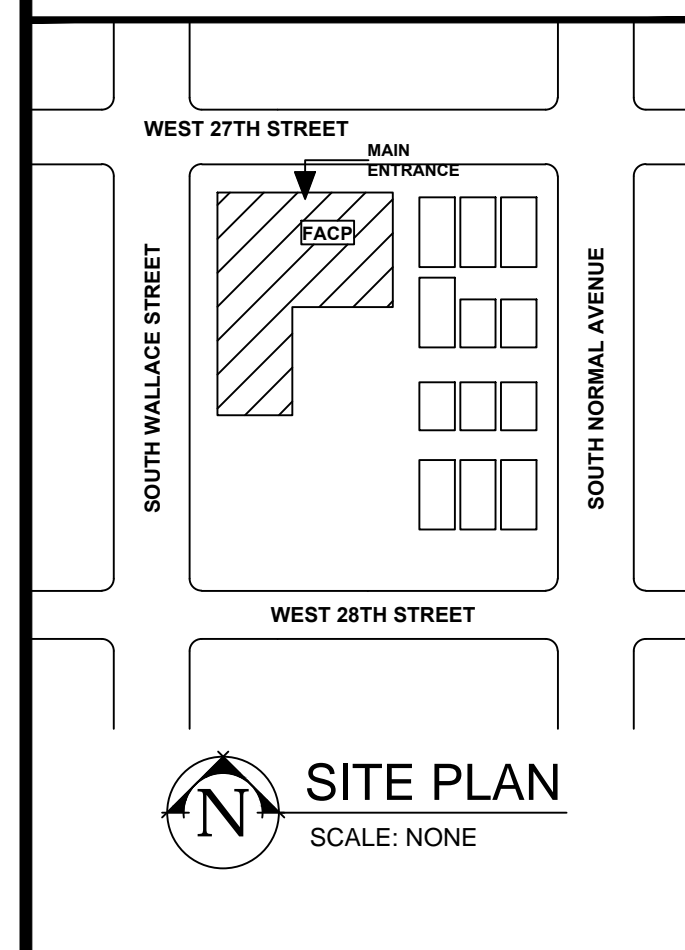 WEST 27TH STREET
MAIN
ENTRANCE
FACP
SOUTH WALLACE STREET
SOUTH NORMAL AVENUE
WEST 28TH STREET
N
SITE PLAN
SCALE: NONE